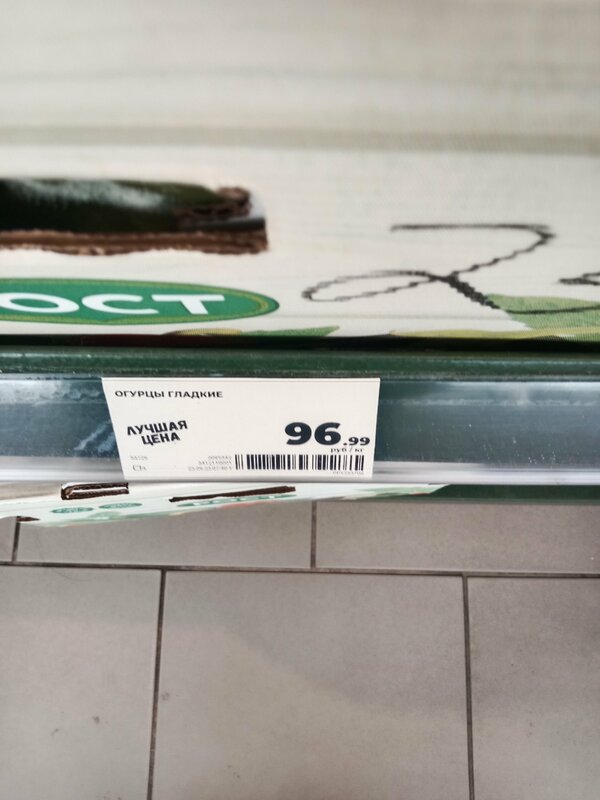 ОСТ
ОГУРЦЫ ГЛАДКИЕ
ЛУЧШАЯ
ЦЕНА
96.99
руб / кг